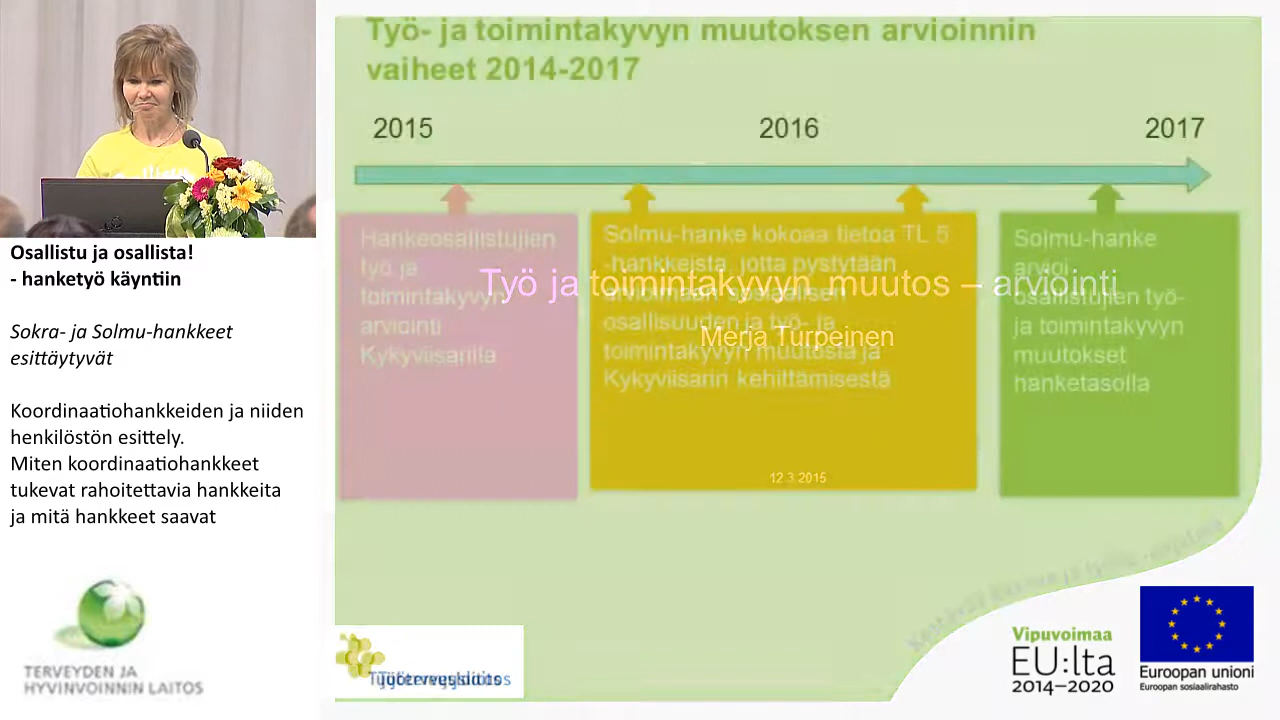 Osallistu ja osallista!
- hanketyö käyntiin
Sokra- ja Solmu-hankkeet
esittäytyvät
Koordinaatiohankkeiden ja niiden
henkilöstön esittely.
Miten koordinaatiohankkeet
tukevat rahoitettavia hankkeita
ja mitä hankkeet saavat
TERVEYDEN JA
HYVINVOINNIN LAITOS
Työ- ja toimintakyvyn muutoksen arvioinnin
vaiheet 2014-2017
2015
2016
2017
Hankeosallistujien
työ ja
toimintakyvyn
arviointi
Kykyviisarilla
Solmu-hanke kokoaa tietoa TL 5
-hankkeista, jotta pystytään
arvioimaan sosiaalisen
osallisuuden ja työ- ja
toimintakyvyn muutosta ja
Kykyviisarin kehittämisestä
Solmu-hanke
arvioi
osallistujien työ-
ja toimintakyvyn
muutokset
hanketasolla
Työ ja toimintakyvyn muutos – arviointi
Merja Turpeinen
12.3.2015
Työterveyslaitos
Vipuvoimaa
EU:lta
2014–2020
Euroopan unioni
Euroopan sosiaalirahasto